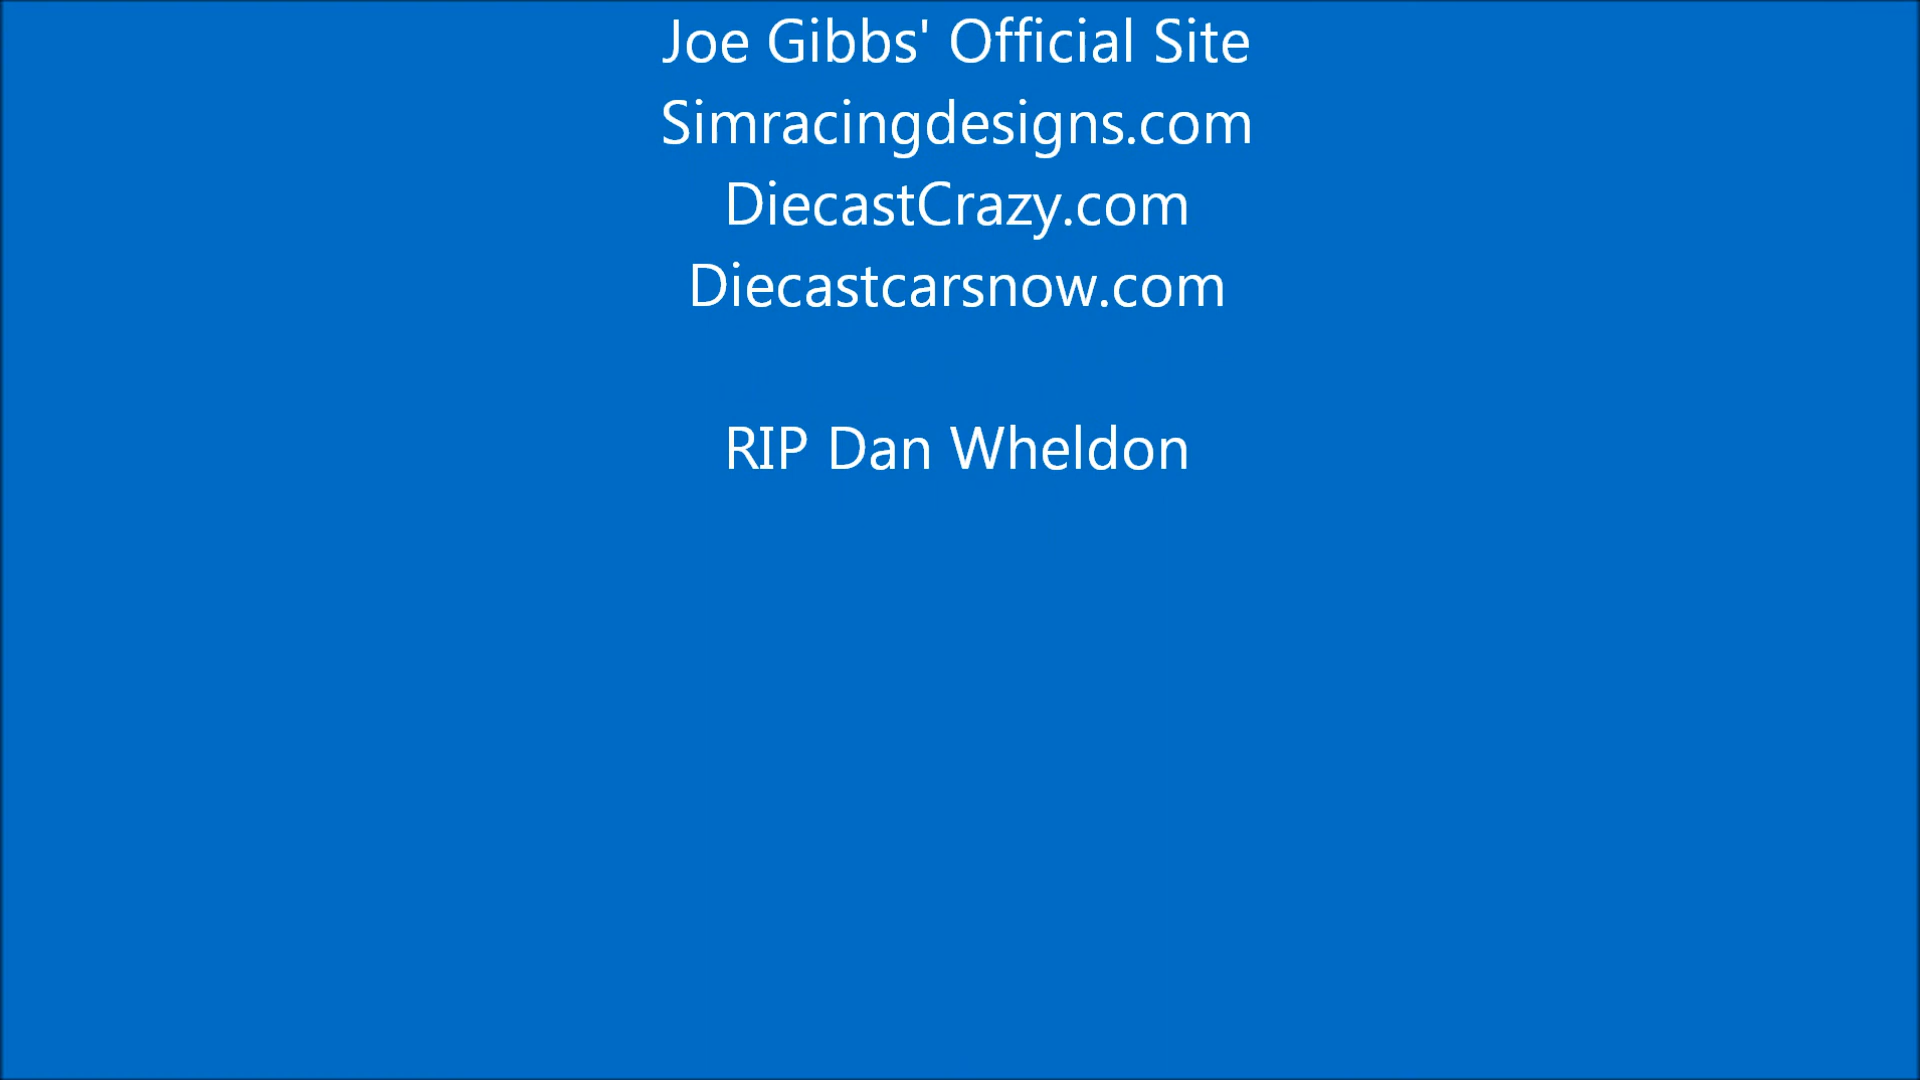 Joe Gibbs' Official Site
Simracingdesigns.com
DiecastCrazy.com
Diecastcarsnow.com
RIP Dan Wheldon